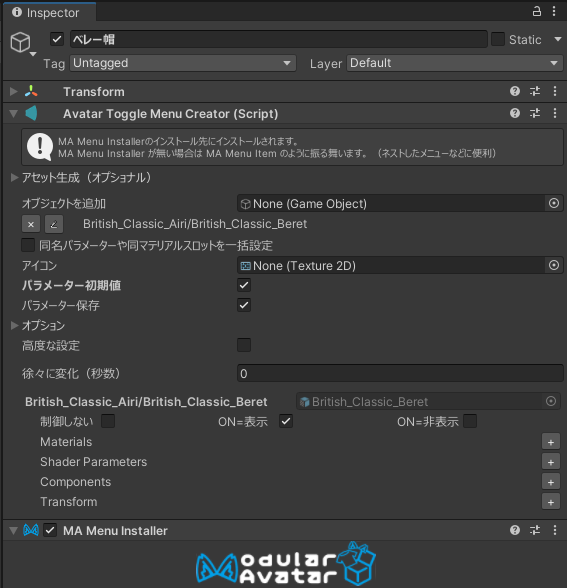 Inspector
ベレー帽
Static
Tag Untagged Layer Default
Transform
Avatar Toggle Menu Creator (Script)
MA Menu Installerのインストール先にインストールされます。
MA Menu Installer が無い場合は MA Menu Item のように振る舞います。（ネストしたメニューなどに便利）
アセット生成（オプショナル）
オブジェクトを追加 None (Game Object)
British_Classic_Airi/British_Classic_Beret
同名パラメーターや同マテリアルスロットを一括設定
アイコン None (Texture 2D)
パラメーター初期値
パラメーター保存
オプション
高度な設定
徐々に変化（秒数） 0
British_Classic_Airi/British_Classic_Beret British_Classic_Beret
制御しない ON=表示 ON=非表示
Materials +
Shader Parameters +
Components +
Transform +
MA Menu Installer
Modular
Avatar